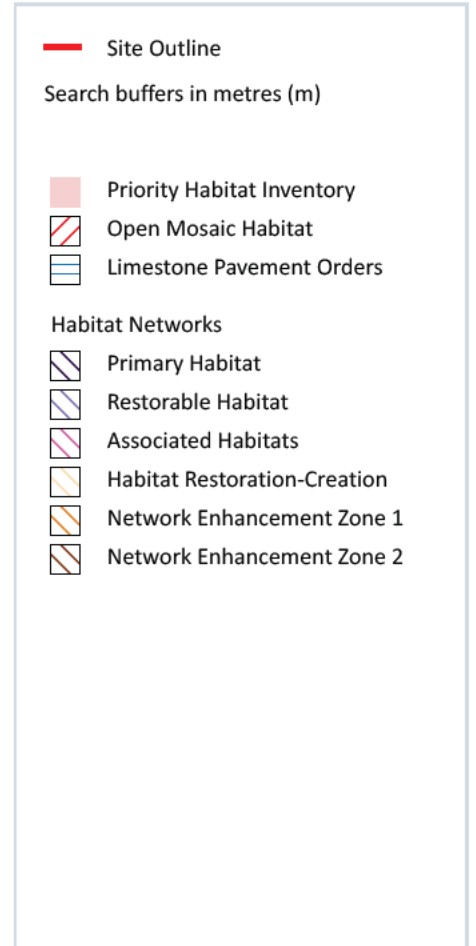 Site Outline
Search buffers in metres (m)
Priority Habitat Inventory
Open Mosaic Habitat
Limestone Pavement Orders
Habitat Networks
Primary Habitat
Restorable Habitat
Associated Habitats
Habitat Restoration-Creation
Network Enhancement Zone 1
Network Enhancement Zone 2